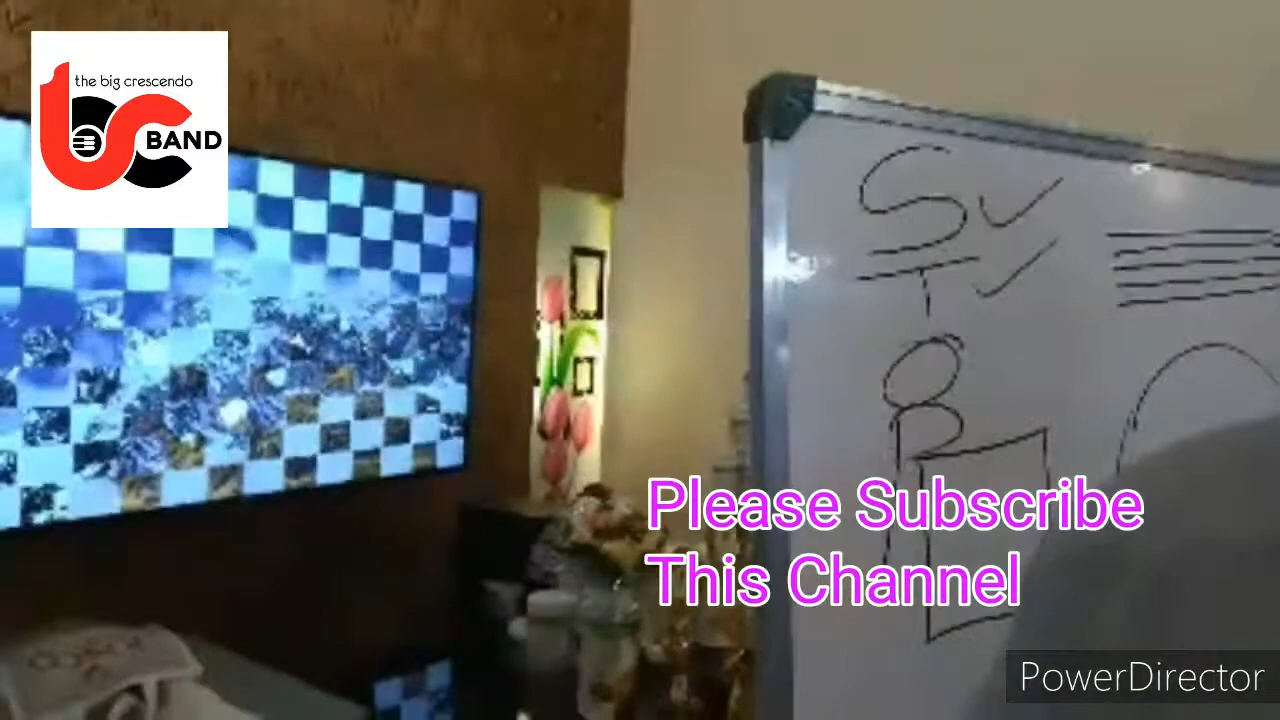 the big crescendo
BAND
S
T
O
R
Please Subscribe
This Channel
PowerDirector